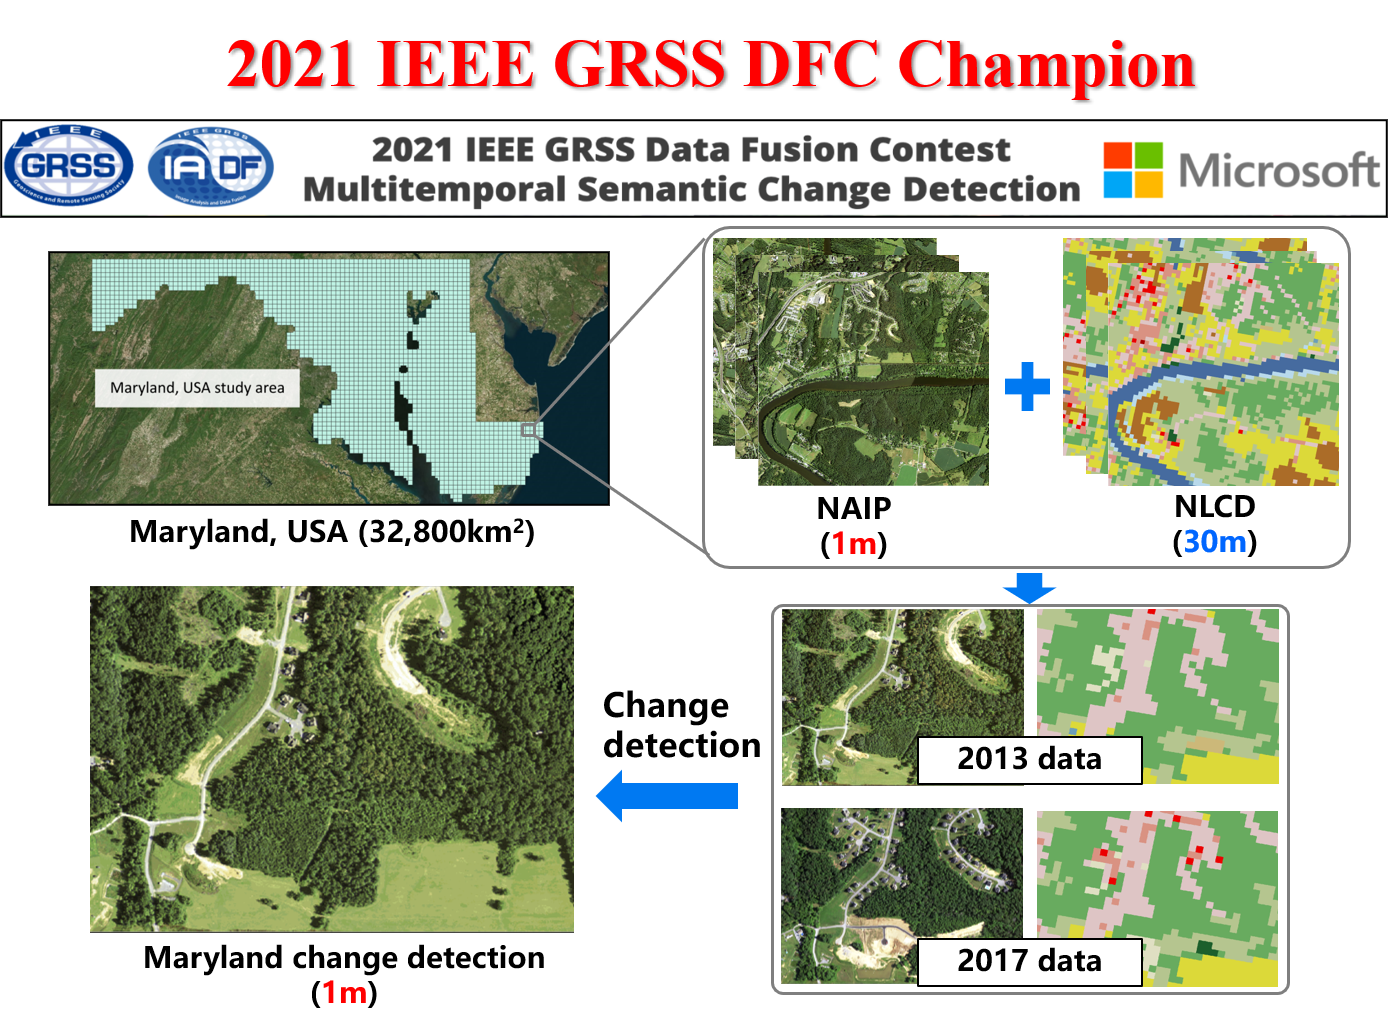 2021 IEEE GRSS DFC Champion
IEEE
GRSS
Geoscience and Remote Sensing Society
IEEE GRSS
IADF
Image Analysis and Data Fusion
2021 IEEE GRSS Data Fusion Contest
Multitemporal Semantic Change Detection
Microsoft
Maryland, USA study area
Maryland, USA (32,800km²)
NAIP
(1m)
NLCD
(30m)
Change
detection
2013 data
2017 data
Maryland change detection
(1m)